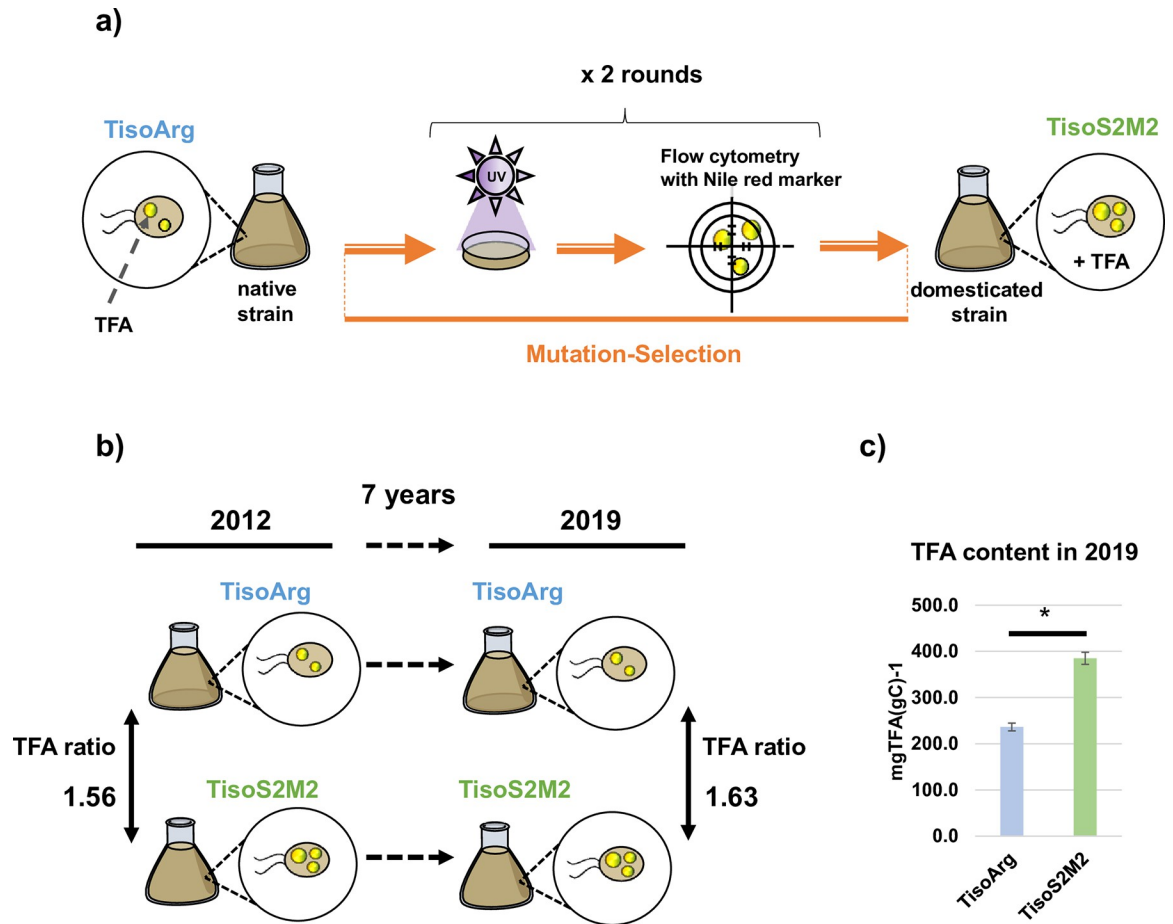 a)
x 2 rounds
TisoArg
TisoS2M2
UV
Flow cytometry
with Nile red marker
TFA
native
strain
domesticated
strain
+ TFA
Mutation-Selection
b)
7 years
2012
2019
TisoArg
TisoArg
TFA ratio
1.56
TFA ratio
1.63
TisoS2M2
TisoS2M2
c)
TFA content in 2019
mgTFA(gC)-1
500.0
400.0
300.0
200.0
100.0
0.0
*
TisoArg
TisoS2M2